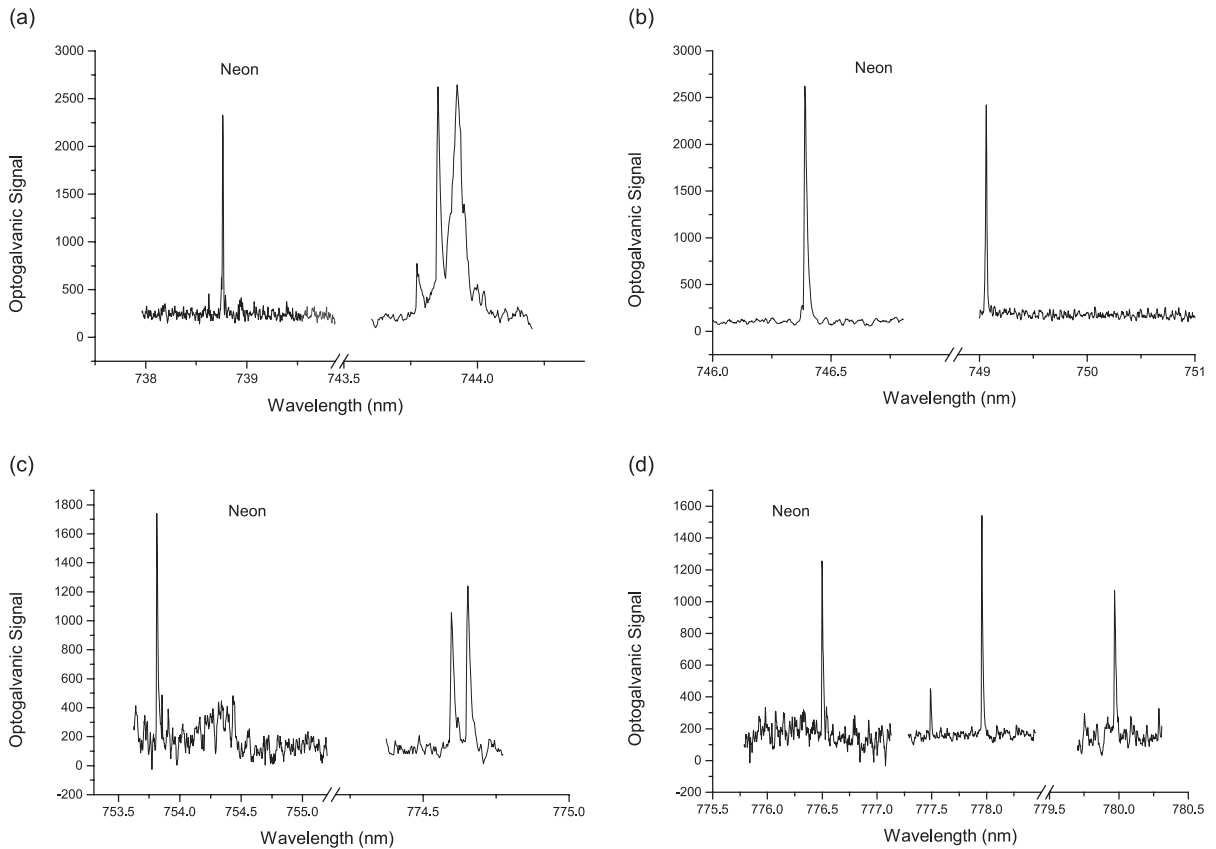 (a)
Neon
3000
2500
2000
1500
1000
500
0
Optogalvanic Signal
738 739 743.5 744.0
Wavelength (nm)
(b)
Neon
3000
2500
2000
1500
1000
500
0
Optogalvanic Signal
746.0 746.5 749 750 751
Wavelength (nm)
(c)
Neon
1800
1600
1400
1200
1000
800
600
400
200
0
-200
Optogalvanic Signal
753.5 754.0 754.5 755.0 774.5 775.0
Wavelength (nm)
(d)
Neon
1600
1400
1200
1000
800
600
400
200
0
-200
Optogalvanic Signal
775.5 776.0 776.5 777.0 777.5 778.0 779.5 780.0 780.5
Wavelength (nm)